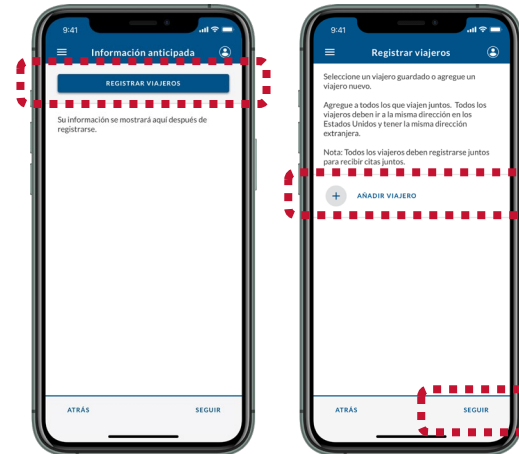 9:41
Información anticipada
REGISTRAR VIAJEROS
Su información se mostrará aquí después de
registrarse.
ATRÁS
SEGUIR
9:41
Registrar viajeros
Seleccione un viajero guardado o agregue un
viajero nuevo.
Agregue a todos los que viajen juntos. Todos los
viajeros deben ir a la misma dirección en los
Estados Unidos y tener la misma dirección
extranjera.
Nota: Todos los viajeros deben registrarse juntos
para recibir citas juntos.
+ AÑADIR VIAJERO
ATRÁS
SEGUIR